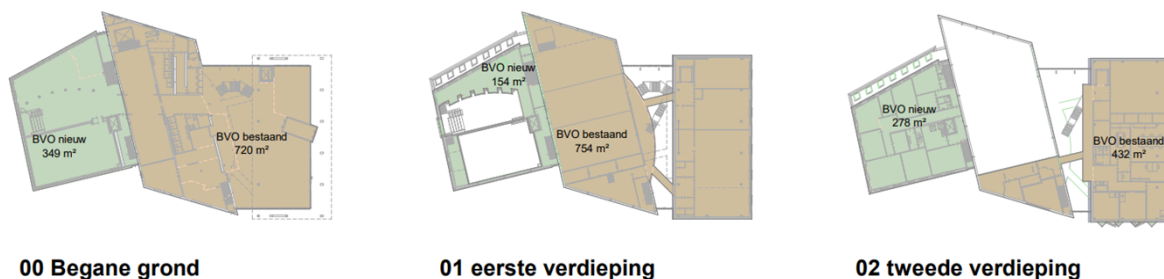 BVO nieuw
349 m²
BVO bestaand
720 m²
00 Begane grond
BVO nieuw
154 m²
BVO bestaand
754 m²
01 eerste verdieping
BVO nieuw
278 m²
BVO bestaand
432 m²
02 tweede verdieping